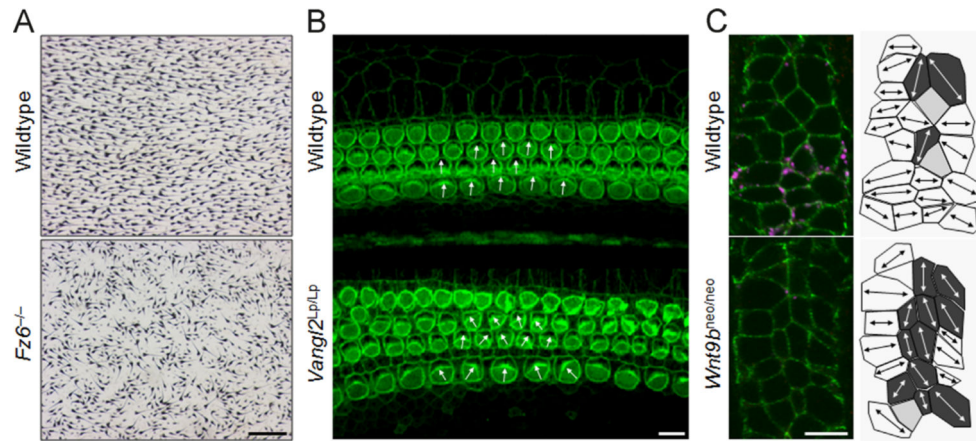 A
B
C
Wildtype
Fz6⁻/⁻
Wildtype
Vangl2ᴸᵖ/ᴸᵖ
Wildtype
Wnt9bⁿᵉᵒ/ⁿᵉᵒ